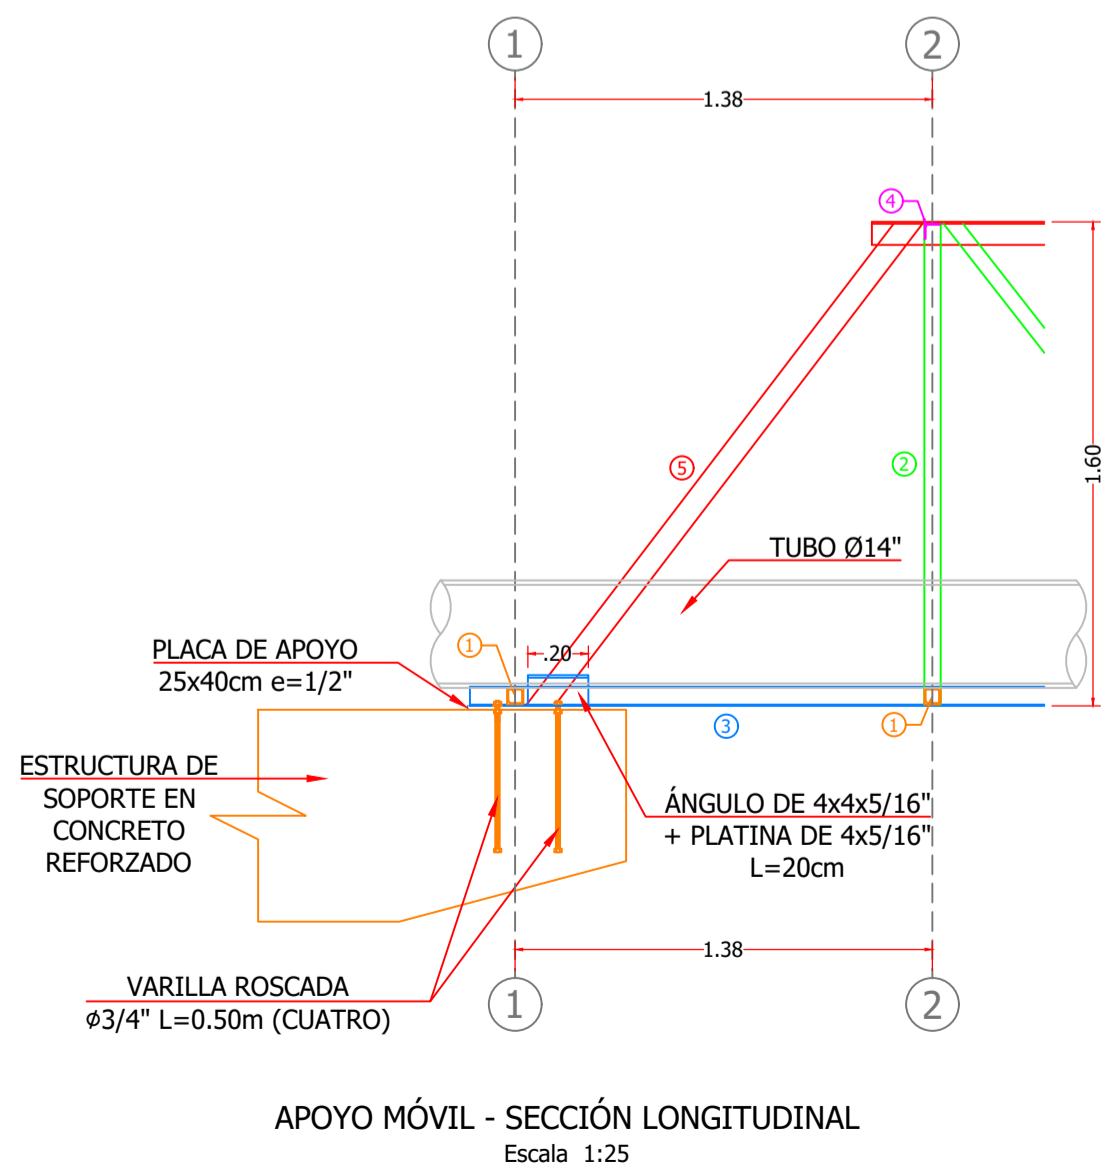 1
2
1.38
4
5
2
1.60
TUBO Ø14"
1
.20
PLACA DE APOYO
25x40cm e=1/2"
3
1
ESTRUCTURA DE
SOPORTE EN
CONCRETO
REFORZADO
ÁNGULO DE 4x4x5/16"
+ PLATINA DE 4x5/16"
L=20cm
1.38
VARILLA ROSCADA
ø3/4" L=0.50m (CUATRO)
1
2
APOYO MÓVIL - SECCIÓN LONGITUDINAL
Escala 1:25